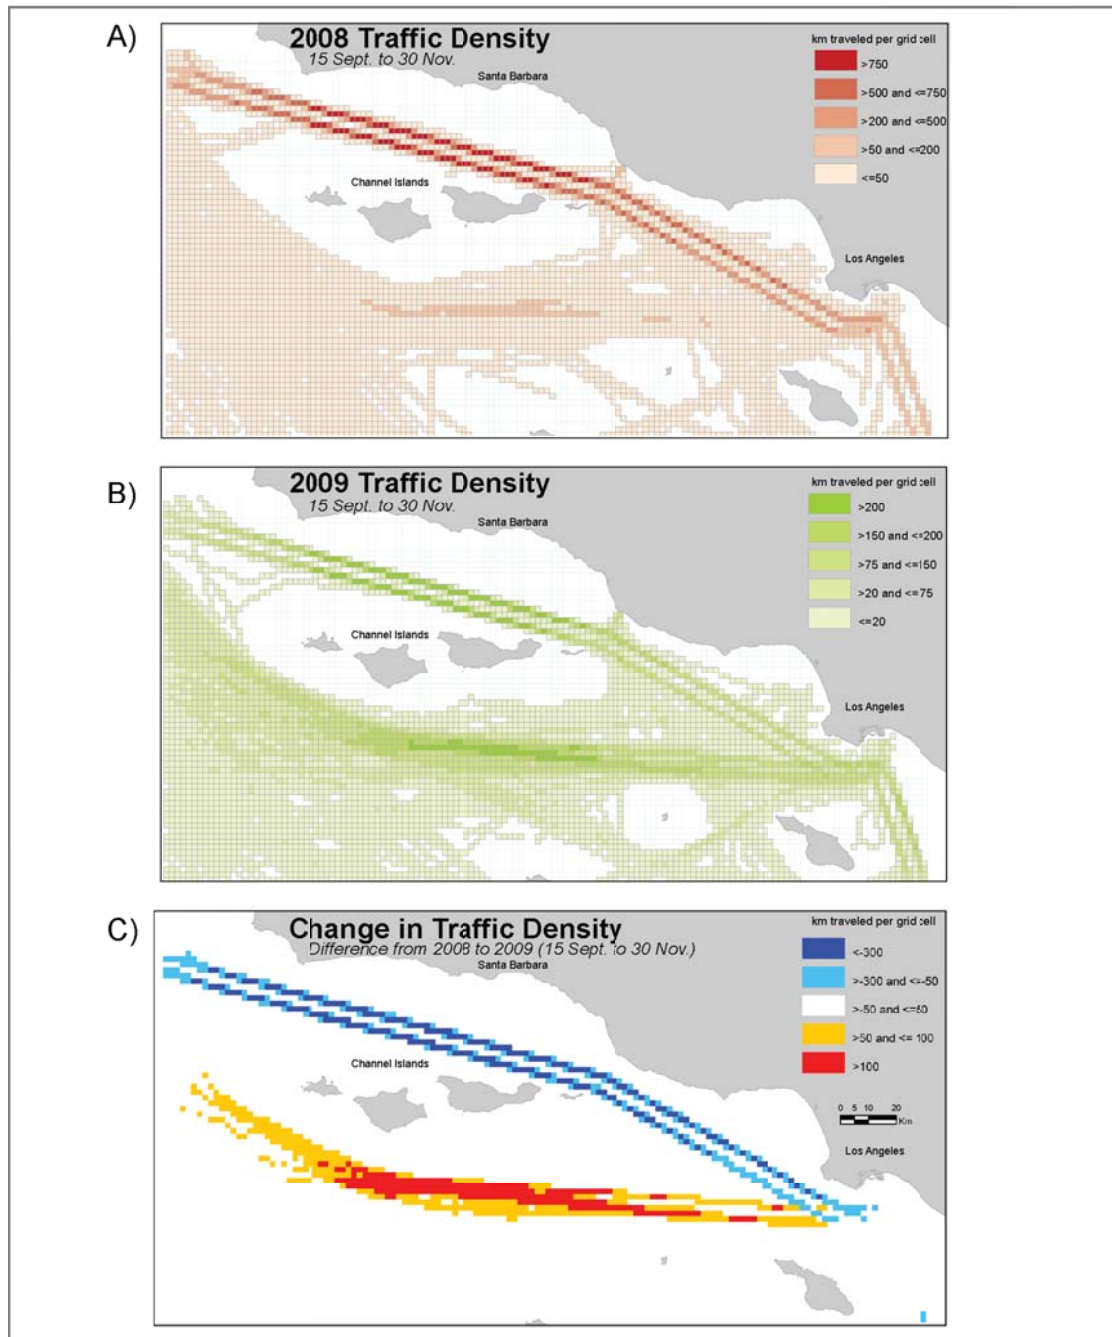 A)
2008 Traffic Density
15 Sept. to 30 Nov.
Santa Barbara
Channel Islands
Los Angeles
km traveled per grid cell
>750
>500 and <=750
>200 and <=500
>50 and <=200
<=50
B)
2009 Traffic Density
15 Sept. to 30 Nov.
Santa Barbara
Channel Islands
Los Angeles
km traveled per grid cell
>200
>150 and <=200
>75 and <=150
>20 and <=75
<=20
C)
Change in Traffic Density
Difference from 2008 to 2009 (15 Sept. to 30 Nov.)
Santa Barbara
Channel Islands
km traveled per grid cell
<-300
>-300 and <=-50
>-50 and <=50
>50 and <= 100
>100
0 5 10 20
Km
Los Angeles